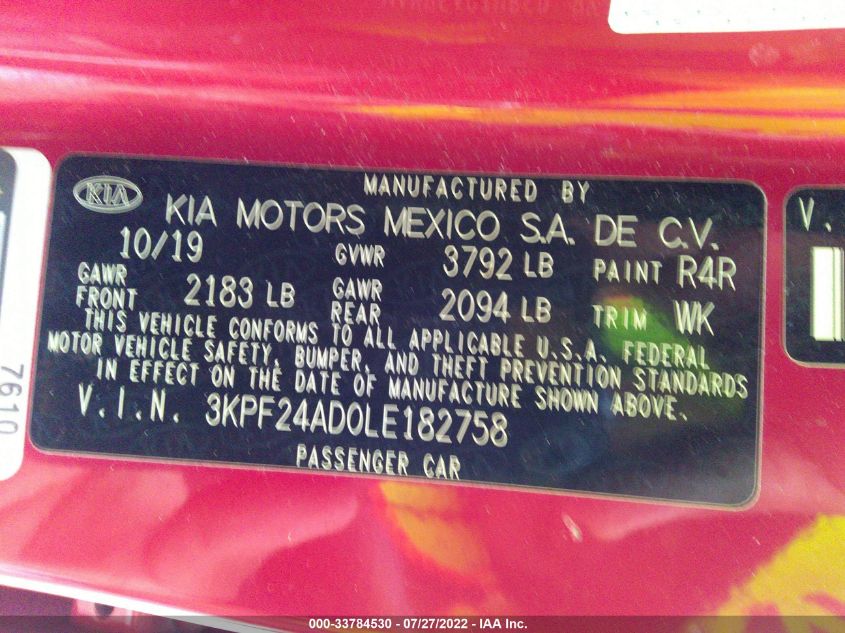 MANUFACTURED BY
KIA
KIA MOTORS MEXICO S.A. DE C.V.
10/19 GVWR 3792 LB PAINT R4R
GAWR FRONT 2183 LB GAWR REAR 2094 LB TRIM WK
THIS VEHICLE CONFORMS TO ALL APPLICABLE U.S.A. FEDERAL
MOTOR VEHICLE SAFETY, BUMPER, AND THEFT PREVENTION STANDARDS
IN EFFECT ON THE DATE OF MANUFACTURE SHOWN ABOVE.
V.I.N. 3KPF24AD0LE182758
PASSENGER CAR
7610
V.
000-33784530 - 07/27/2022 - IAA Inc.